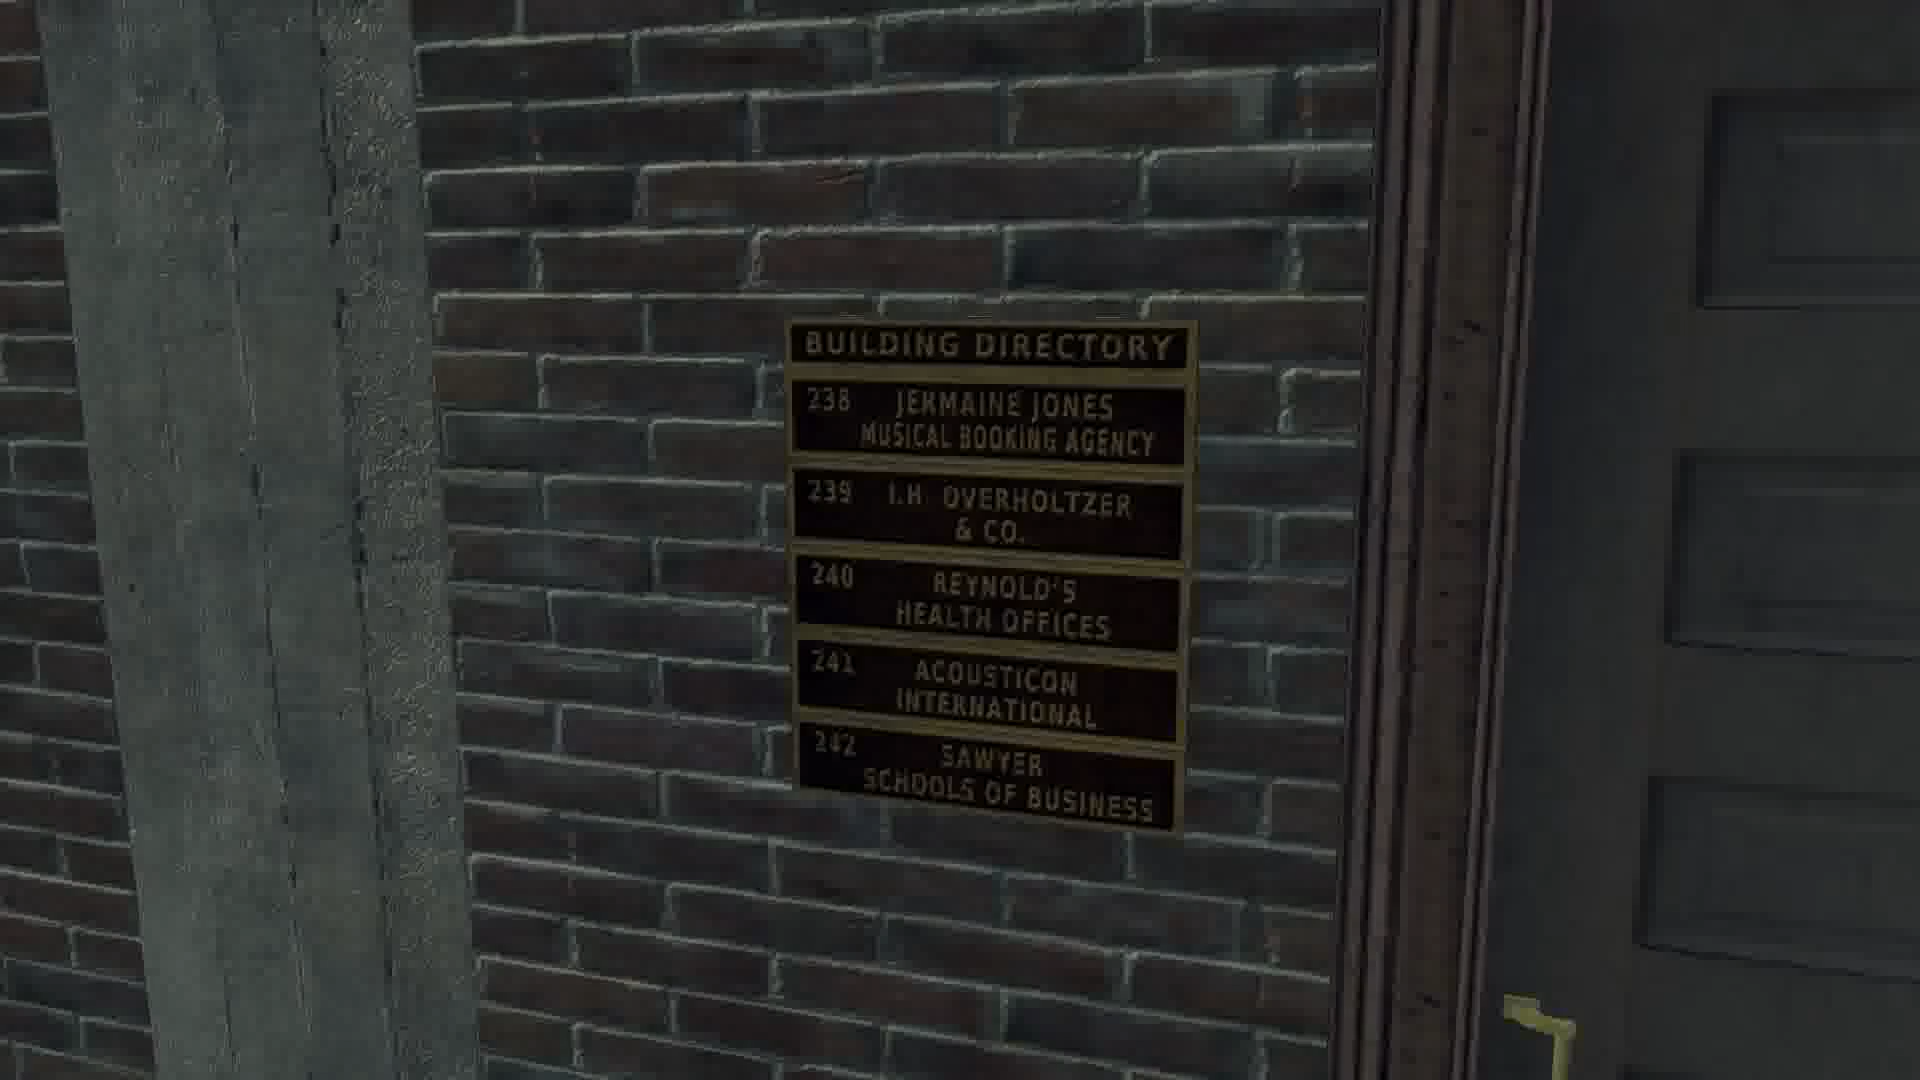 BUILDING DIRECTORY
238 JERMAINE JONES
MUSICAL BOOKING AGENCY
239 I.H. OVERHOLTZER
& CO.
240 REYNOLD'S
HEALTH OFFICES
241 ACOUSTICON
INTERNATIONAL
242 SAWYER
SCHOOLS OF BUSINESS